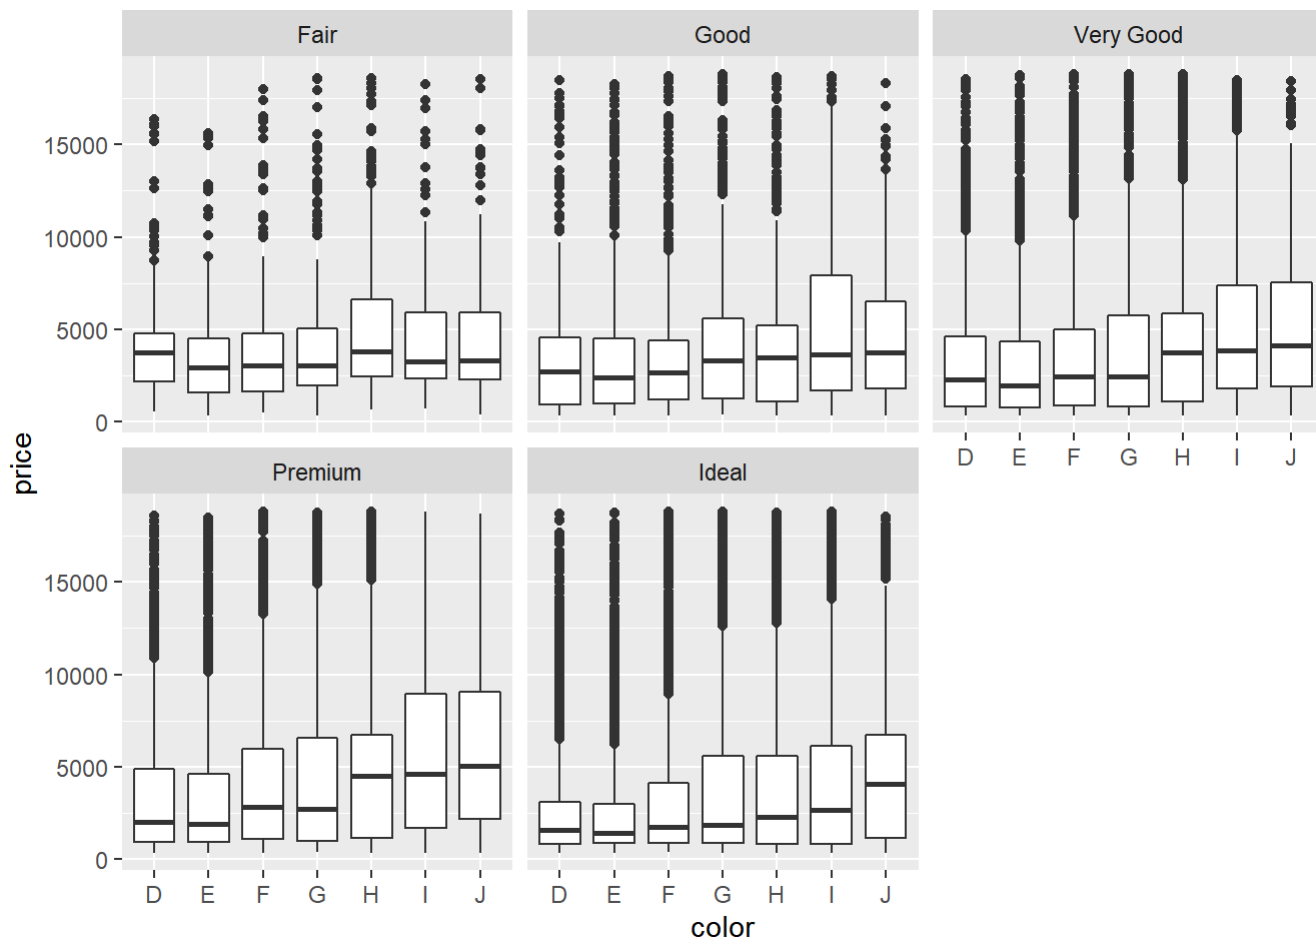 Fair
Good
Very Good
15000
10000
5000
0
D E F G H I J
price
Premium
Ideal
15000
10000
5000
0
D E F G H I J
D E F G H I J
color